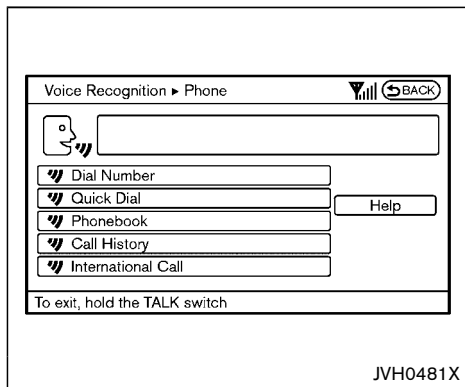 Voice Recognition ▸ Phone BACK
Dial Number
Quick Dial
Help
Phonebook
Call History
International Call
To exit, hold the TALK switch
JVH0481X